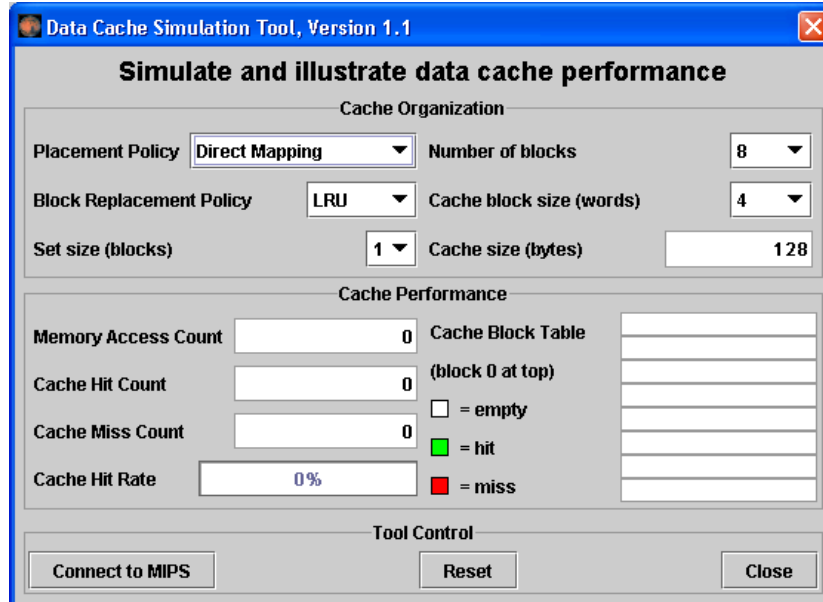 Data Cache Simulation Tool, Version 1.1
Simulate and illustrate data cache performance
Cache Organization
Placement Policy Direct Mapping Number of blocks 8
Block Replacement Policy LRU Cache block size (words) 4
Set size (blocks) 1 Cache size (bytes) 128
Cache Performance
Memory Access Count 0 Cache Block Table
(block 0 at top)
Cache Hit Count 0
= empty
Cache Miss Count 0
= hit
Cache Hit Rate 0%
= miss
Tool Control
Connect to MIPS Reset Close